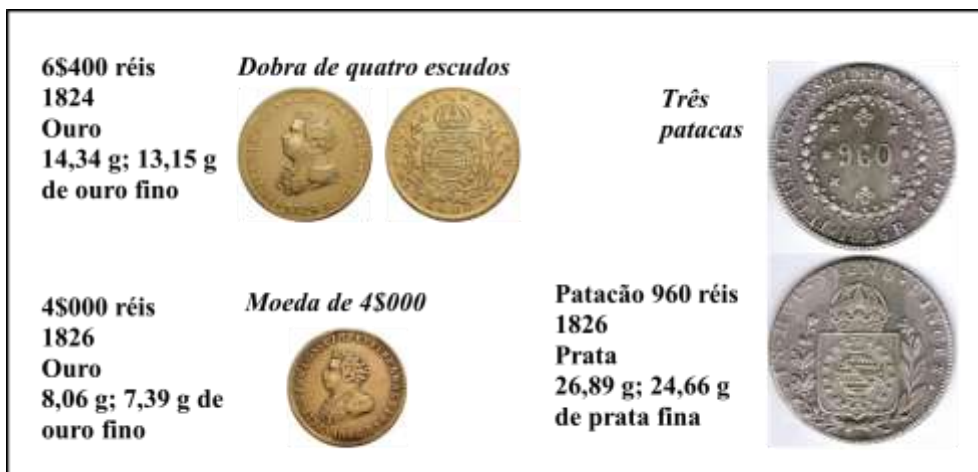 6$400 réis
1824
Ouro
14,34 g; 13,15 g
de ouro fino
Dobra de quatro escudos
Três
patacas
960
4$000 réis
1826
Ouro
8,06 g; 7,39 g de
ouro fino
Moeda de 4$000
Patacão 960 réis
1826
Prata
26,89 g; 24,66 g
de prata fina